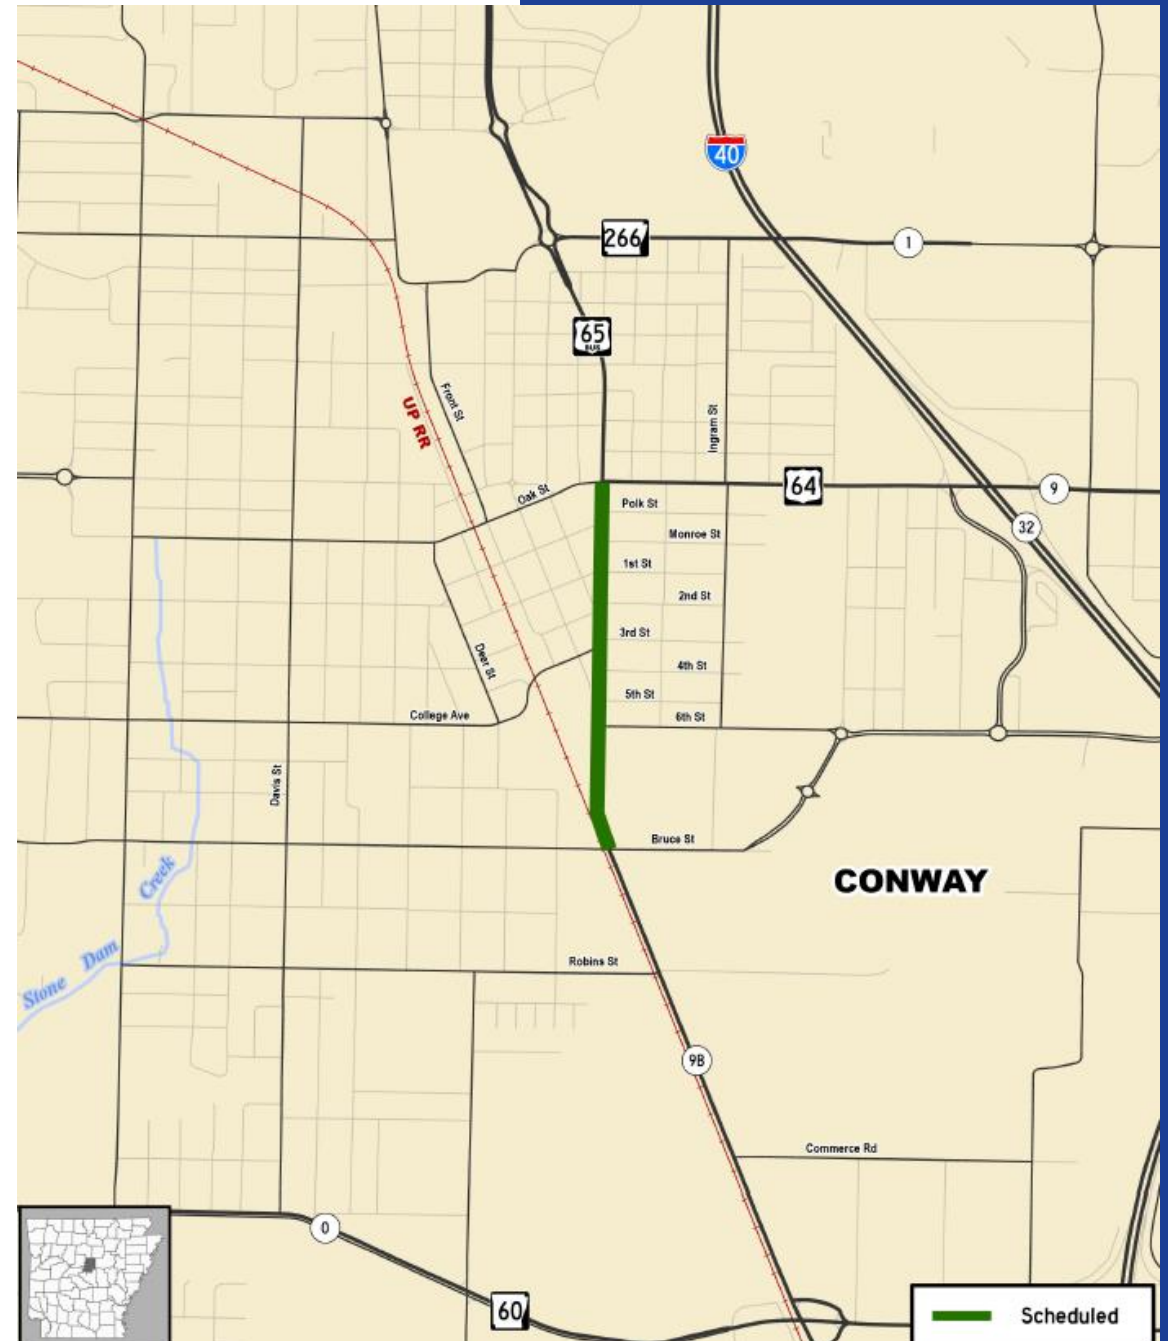 40
266
1
65
BUS
Front St
UP RR
Ingram St
Oak St
64
9
Polk St
32
Monroe St
1st St
2nd St
3rd St
Deer St
4th St
5th St
College Ave
6th St
Davis St
Bruce St
Creek
CONWAY
Dam
Stone
Robins St
9B
Commerce Rd
0
60
Scheduled